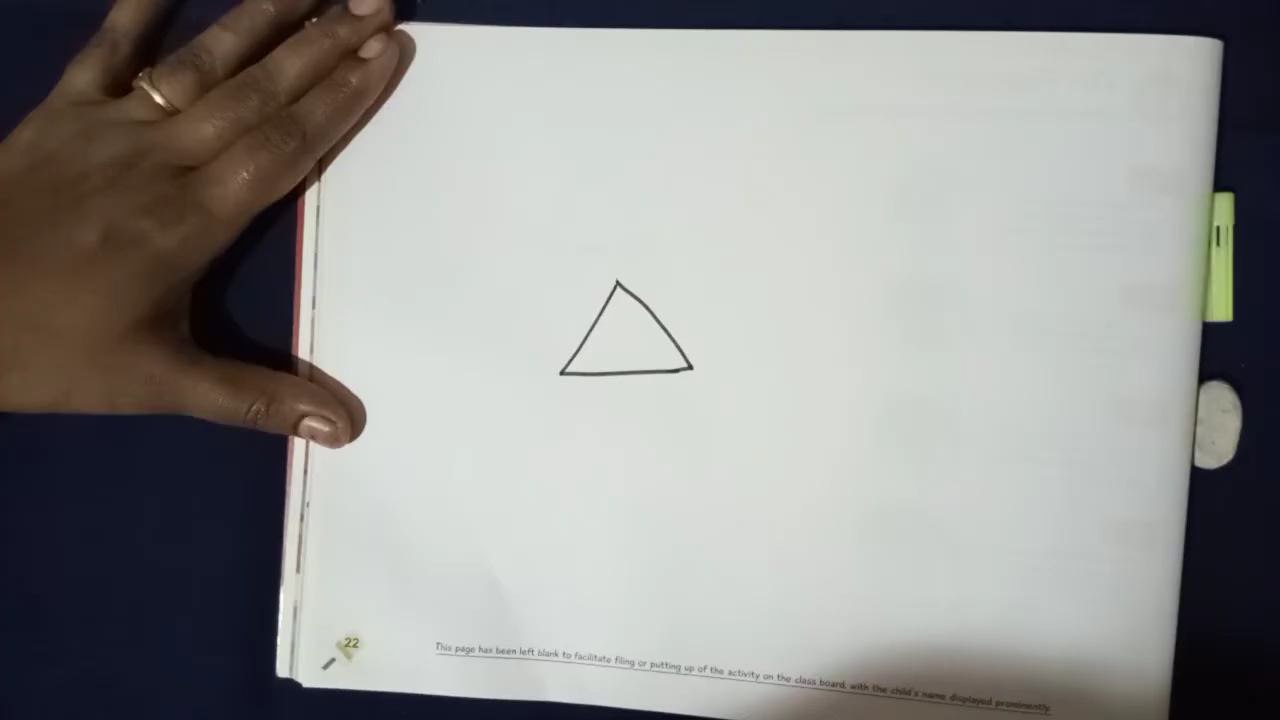 22
This page has been left blank to facilitate filing or putting up of the activity on the class board, with the child's name displayed prominently.